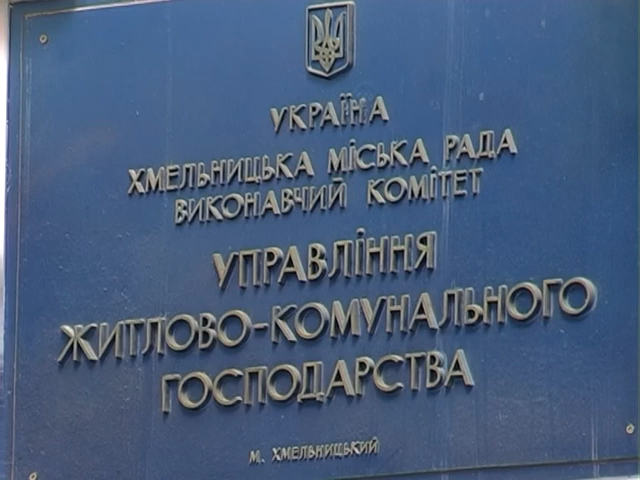 УКРАЇНА
ХМЕЛЬНИЦЬКА МІСЬКА РАДА
ВИКОНАВЧИЙ КОМІТЕТ
УПРАВЛІННЯ
ЖИТЛОВО-КОМУНАЛЬНОГО
ГОСПОДАРСТВА
М. ХМЕЛЬНИЦЬКИЙ